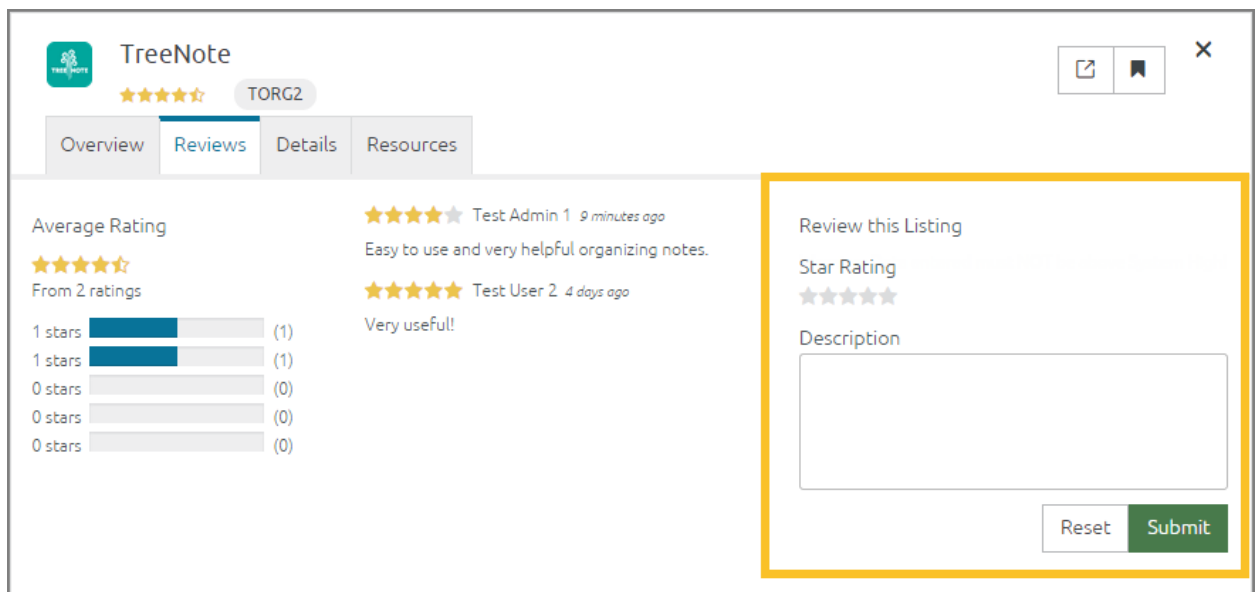 TreeNote
TREE NOTE
TORG2
Overview Reviews Details Resources
Average Rating
From 2 ratings
1 stars (1)
1 stars (1)
0 stars (0)
0 stars (0)
0 stars (0)
Test Admin 1 9 minutes ago
Easy to use and very helpful organizing notes.
Test User 2 4 days ago
Very useful!
Review this Listing
Star Rating
Description
Reset Submit